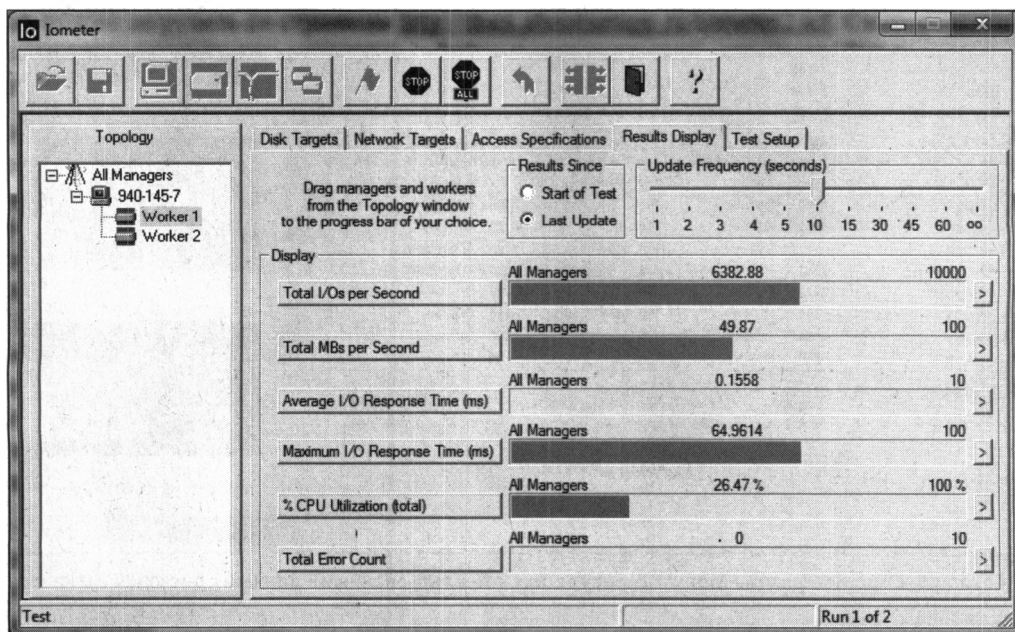 Io Iometer
STOP
STOP
ALL
?
Topology
All Managers
940-145-7
Worker 1
Worker 2
Disk Targets
Network Targets
Access Specifications
Results Display
Test Setup
Drag managers and workers
from the Topology window
to the progress bar of your choice.
Results Since
Start of Test
Last Update
Update Frequency (seconds)
1 2 3 4 5 10 15 30 45 60 oo
Display
All Managers 6382.88 10000
Total I/Os per Second >
All Managers 49.87 100
Total MBs per Second >
All Managers 0.1558 10
Average I/O Response Time (ms) >
All Managers 64.9614 100
Maximum I/O Response Time (ms) >
All Managers 26.47 % 100 %
% CPU Utilization (total) >
All Managers 0 10
Total Error Count >
Test
Run 1 of 2